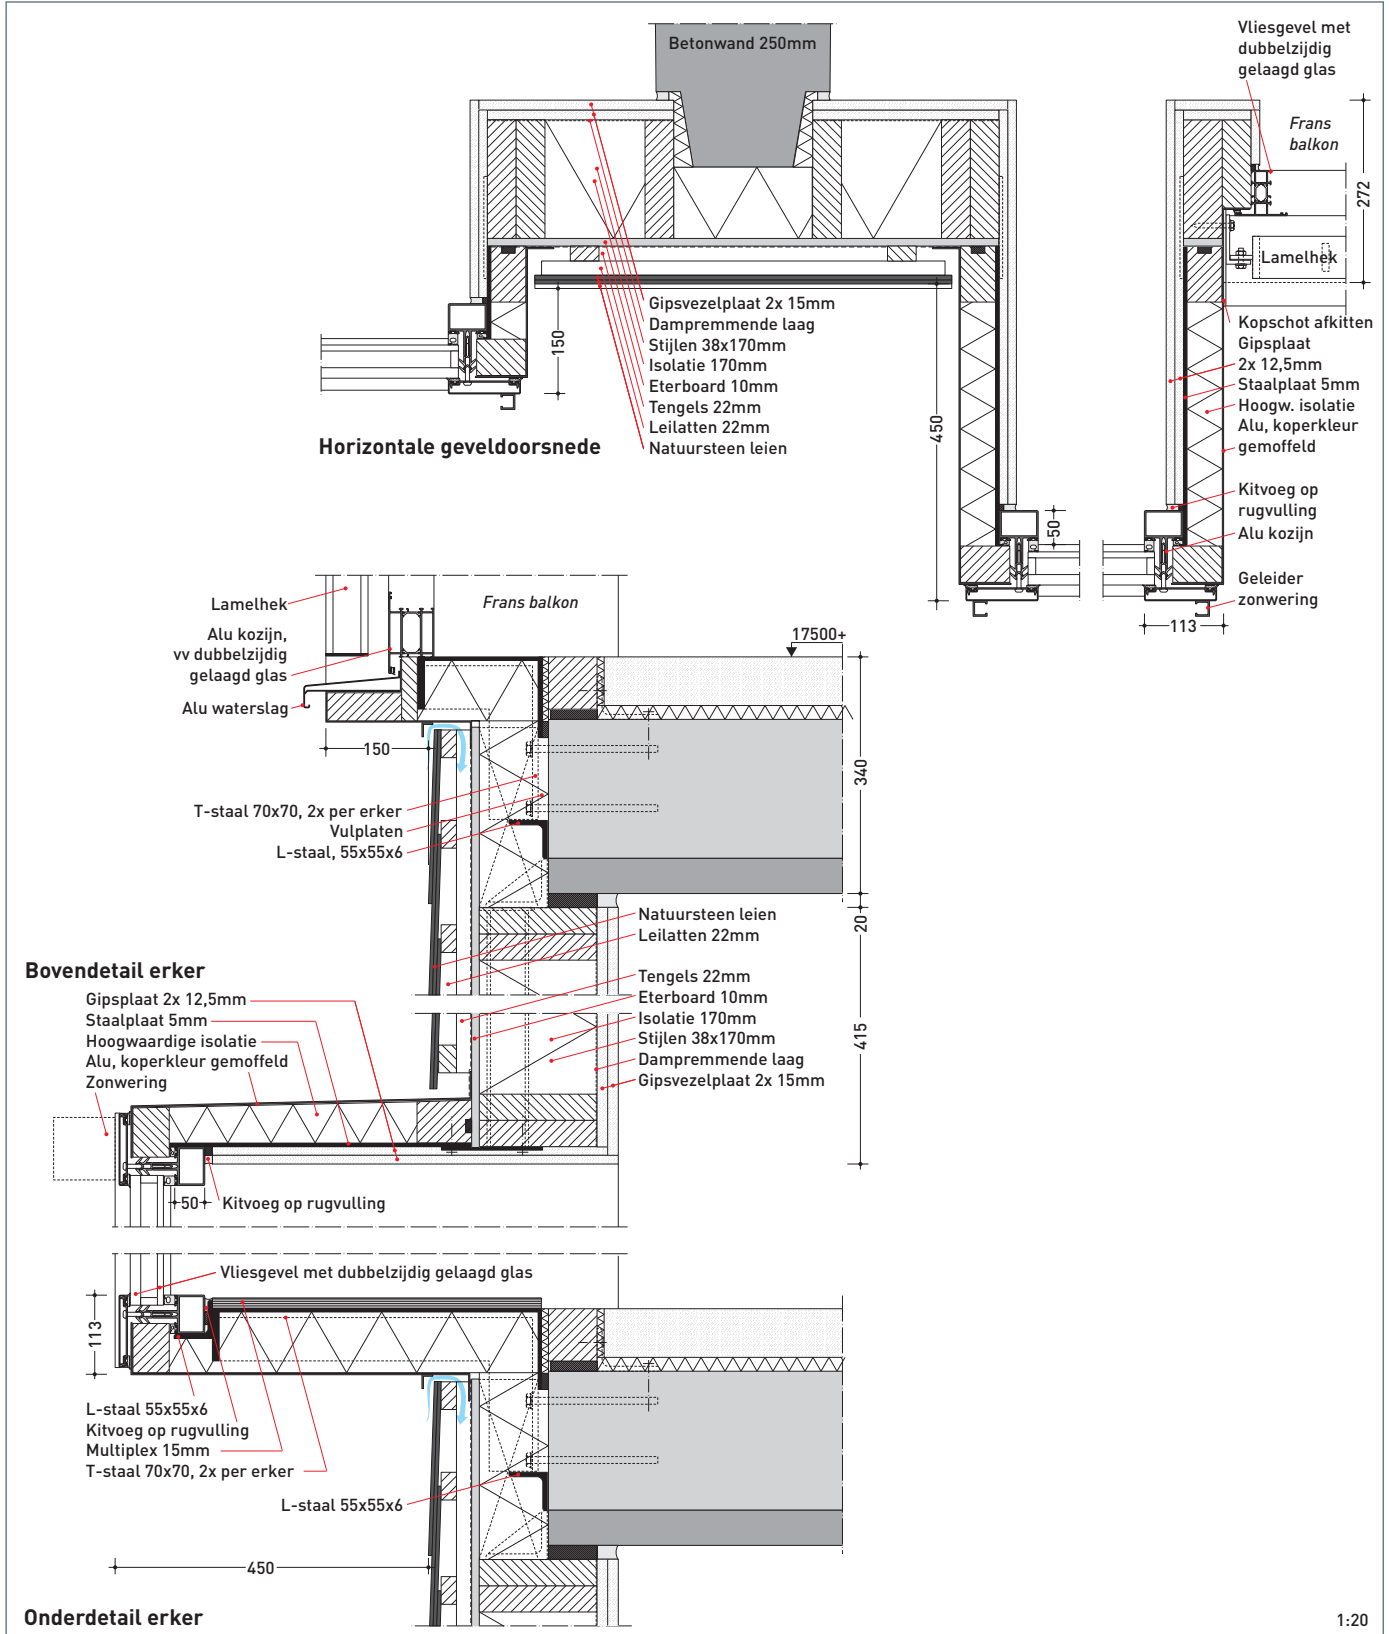 Betonwand 250mm
Vliesgevel met
dubbelzijdig
gelaagd glas
Frans
balkon
272
Lamelhek
Gipsvezelplaat 2x 15mm
Dampremmende laag
Stijlen 38x170mm
Isolatie 170mm
Eterboard 10mm
Tengels 22mm
Leilatten 22mm
Natuursteen leien
150
450
Kopschot afkitten
Gipsplaat
2x 12,5mm
Staalplaat 5mm
Hoogw. isolatie
Alu, koperkleur
gemoffeld
Kitvoeg op
rugvulling
Alu kozijn
Geleider
zonwering
50
113
Horizontale geveldoorsnede
Lamelhek
Frans balkon
Alu kozijn,
vv dubbelzijdig
gelaagd glas
Alu waterslag
17500+
150
340
T-staal 70x70, 2x per erker
Vulplaten
L-staal, 55x55x6
20
Natuursteen leien
Leilatten 22mm
Tengels 22mm
Eterboard 10mm
Isolatie 170mm
Stijlen 38x170mm
Dampremmende laag
Gipsvezelplaat 2x 15mm
415
Bovendetail erker
Gipsplaat 2x 12,5mm
Staalplaat 5mm
Hoogwaardige isolatie
Alu, koperkleur gemoffeld
Zonwering
50
Kitvoeg op rugvulling
Vliesgevel met dubbelzijdig gelaagd glas
113
L-staal 55x55x6
Kitvoeg op rugvulling
Multiplex 15mm
T-staal 70x70, 2x per erker
L-staal 55x55x6
450
Onderdetail erker
1:20